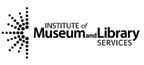 INSTITUTE of
Museum and Library
SERVICES